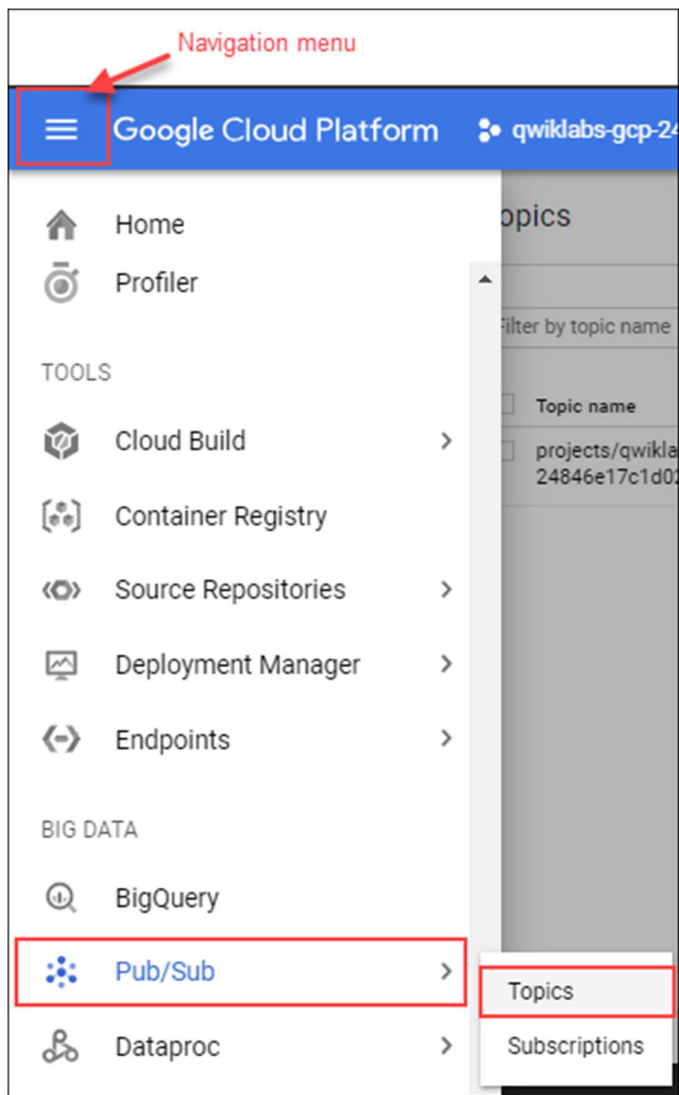 Navigation menu
Google Cloud Platform qwiklabs-gcp-24
Home
opics
Profiler
Filter by topic name
TOOLS
Topic name
Cloud Build
projects/qwikla
24846e17c1d02
Container Registry
Source Repositories
Deployment Manager
Endpoints
BIG DATA
BigQuery
Pub/Sub
Topics
Dataproc
Subscriptions